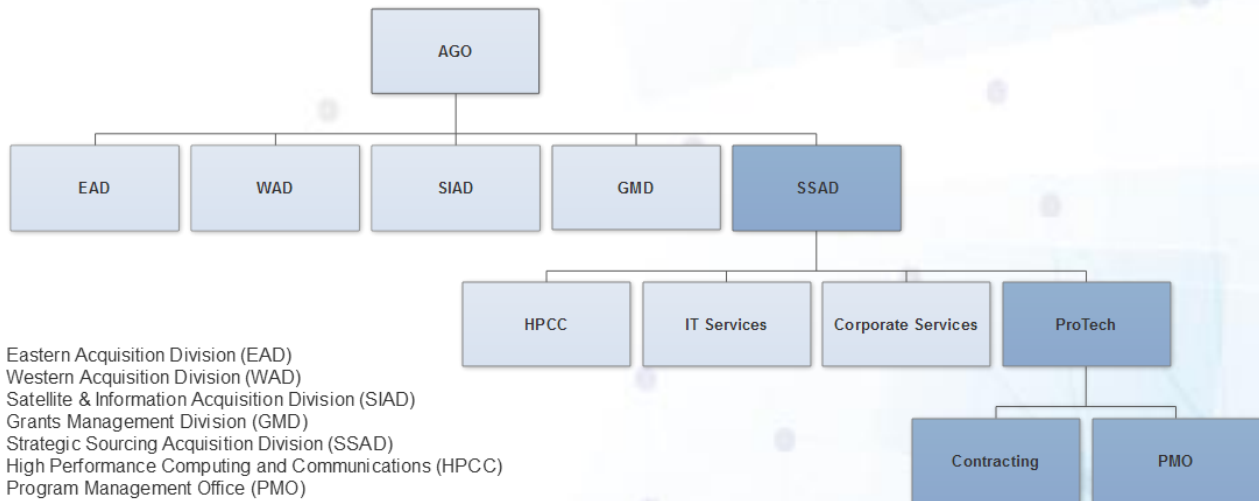 AGO
EAD
WAD
SIAD
GMD
SSAD
HPCC
IT Services
Corporate Services
ProTech
Eastern Acquisition Division (EAD)
Western Acquisition Division (WAD)
Satellite & Information Acquisition Division (SIAD)
Grants Management Division (GMD)
Strategic Sourcing Acquisition Division (SSAD)
High Performance Computing and Communications (HPCC)
Program Management Office (PMO)
Contracting
PMO